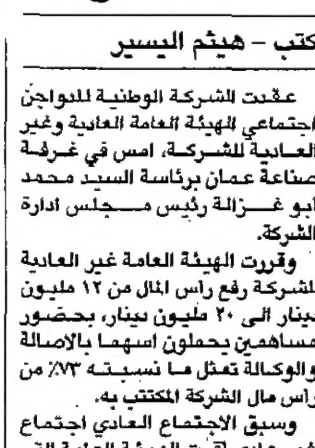 كتب – هيثم اليسير
عقدت الشركة الوطنية للدواجن
اجتماعي الهيئة العامة العادية وغير
العادية للشركة، امس في غرفة
صناعة عمان برئاسة السيد محمد
ابو غزالة رئيس مجلس ادارة
الشركة.
وقررت الهيئة العامة غير العادية
للشركة رفع راس المال من ١٢ مليون
دينار الى ٢٠ مليون دينار، بحضور
مساهمين يحملون اسهما بالاصالة
والوكالة تمثل ما نسبته ٧٣٪ من
راس مال الشركة المكتتب به.
وسبق الاجتماع العادي اجتماع